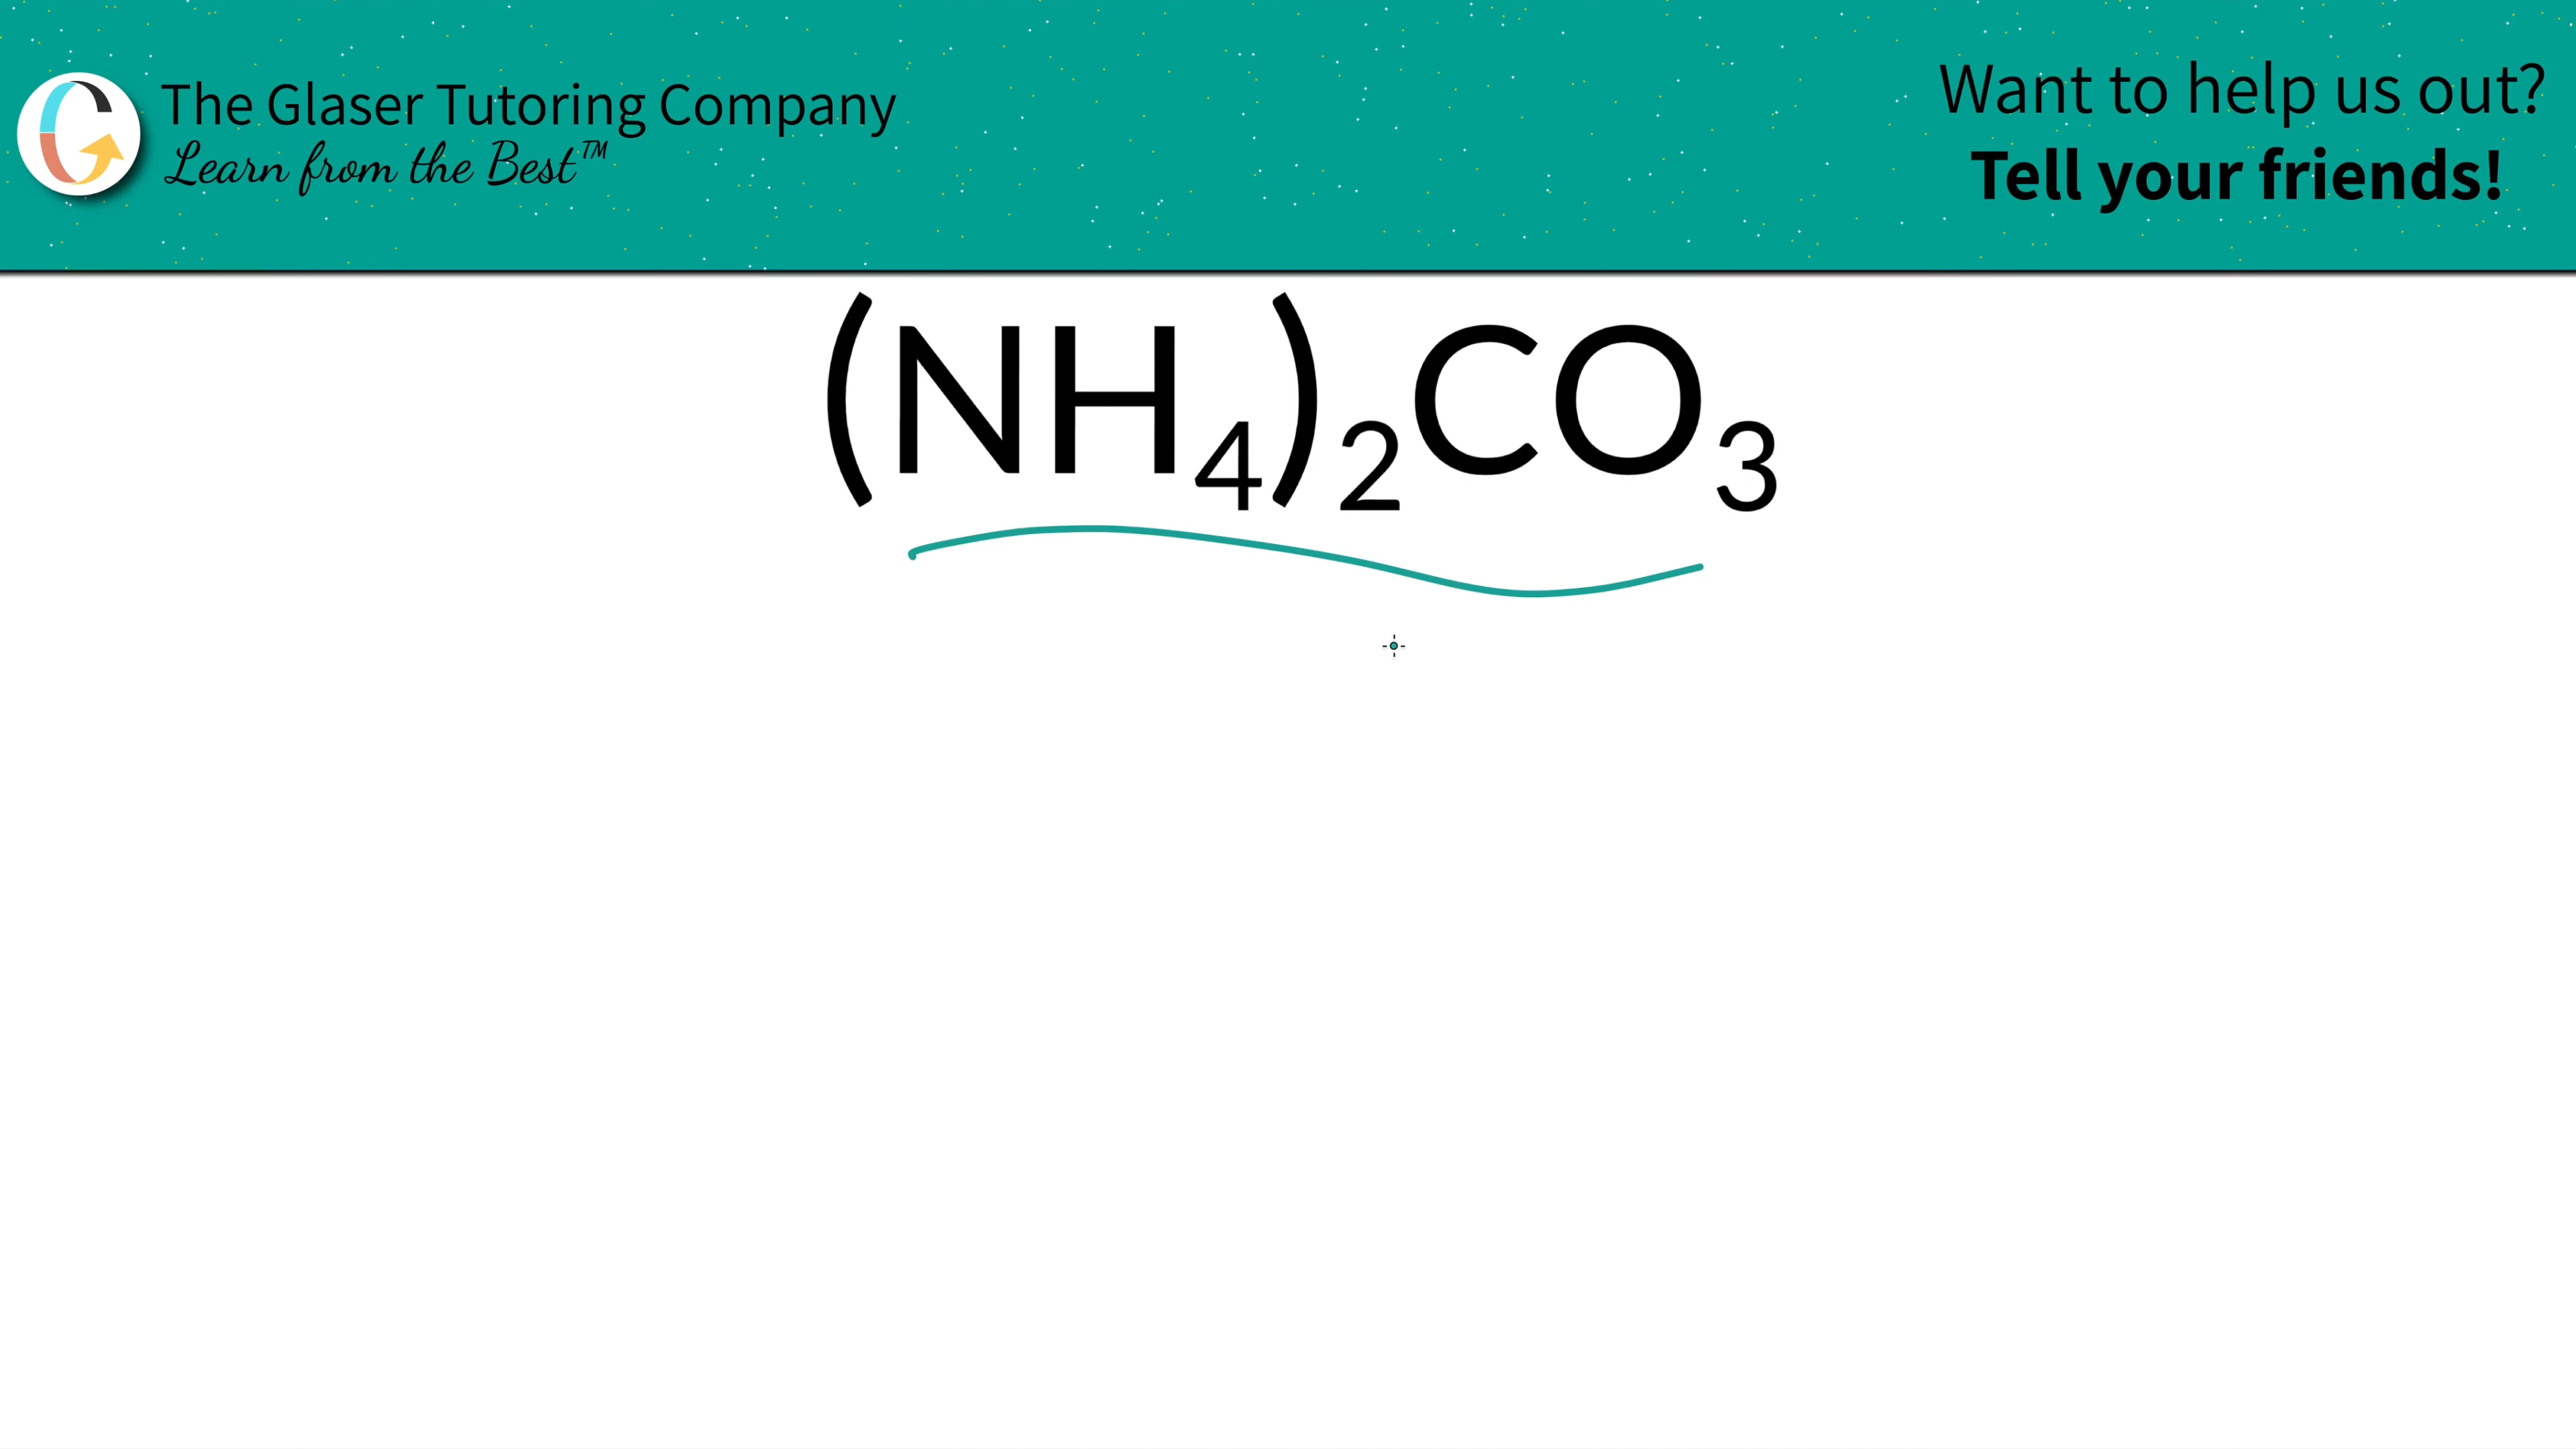 The Glaser Tutoring Company
Learn from the Best™
Want to help us out?
Tell your friends!
(NH₄)₂CO₃